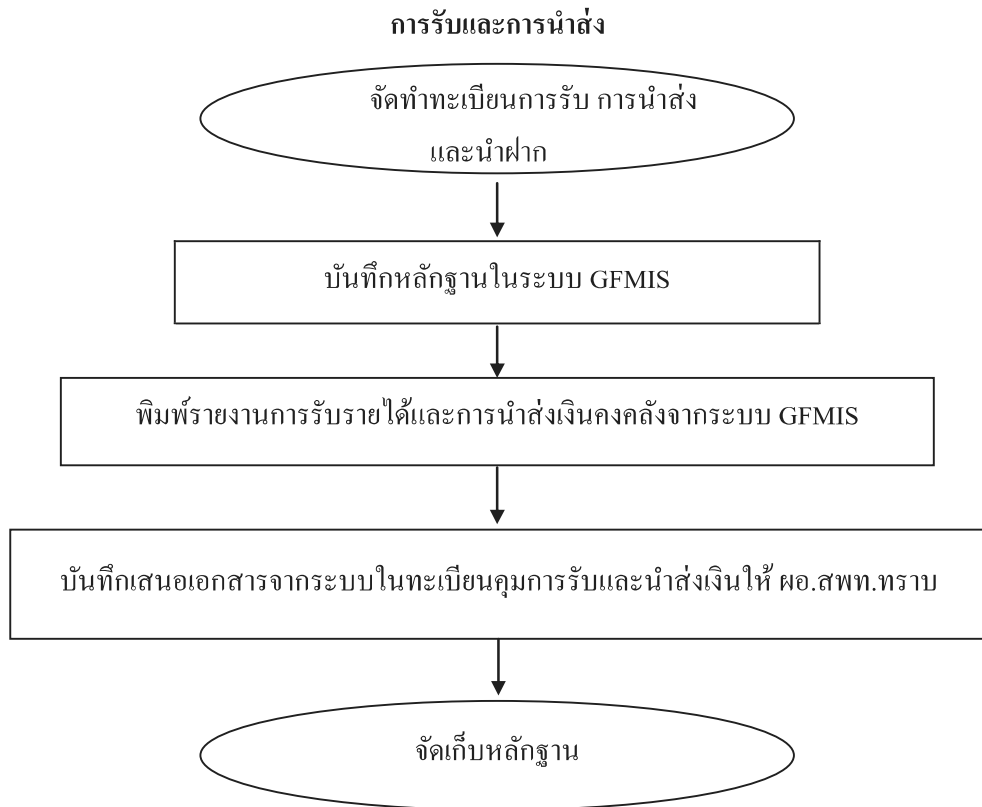 การรับและการนำส่ง
จัดทำทะเบียนการรับ การนำส่ง
และนำฝาก
บันทึกหลักฐานในระบบ GFMIS
พิมพ์รายงานการรับรายได้และการนำส่งเงินคงคลังจากระบบ GFMIS
บันทึกเสนอเอกสารจากระบบในทะเบียนคุมการรับและนำส่งเงินให้ ผอ.สพท.ทราบ
จัดเก็บหลักฐาน